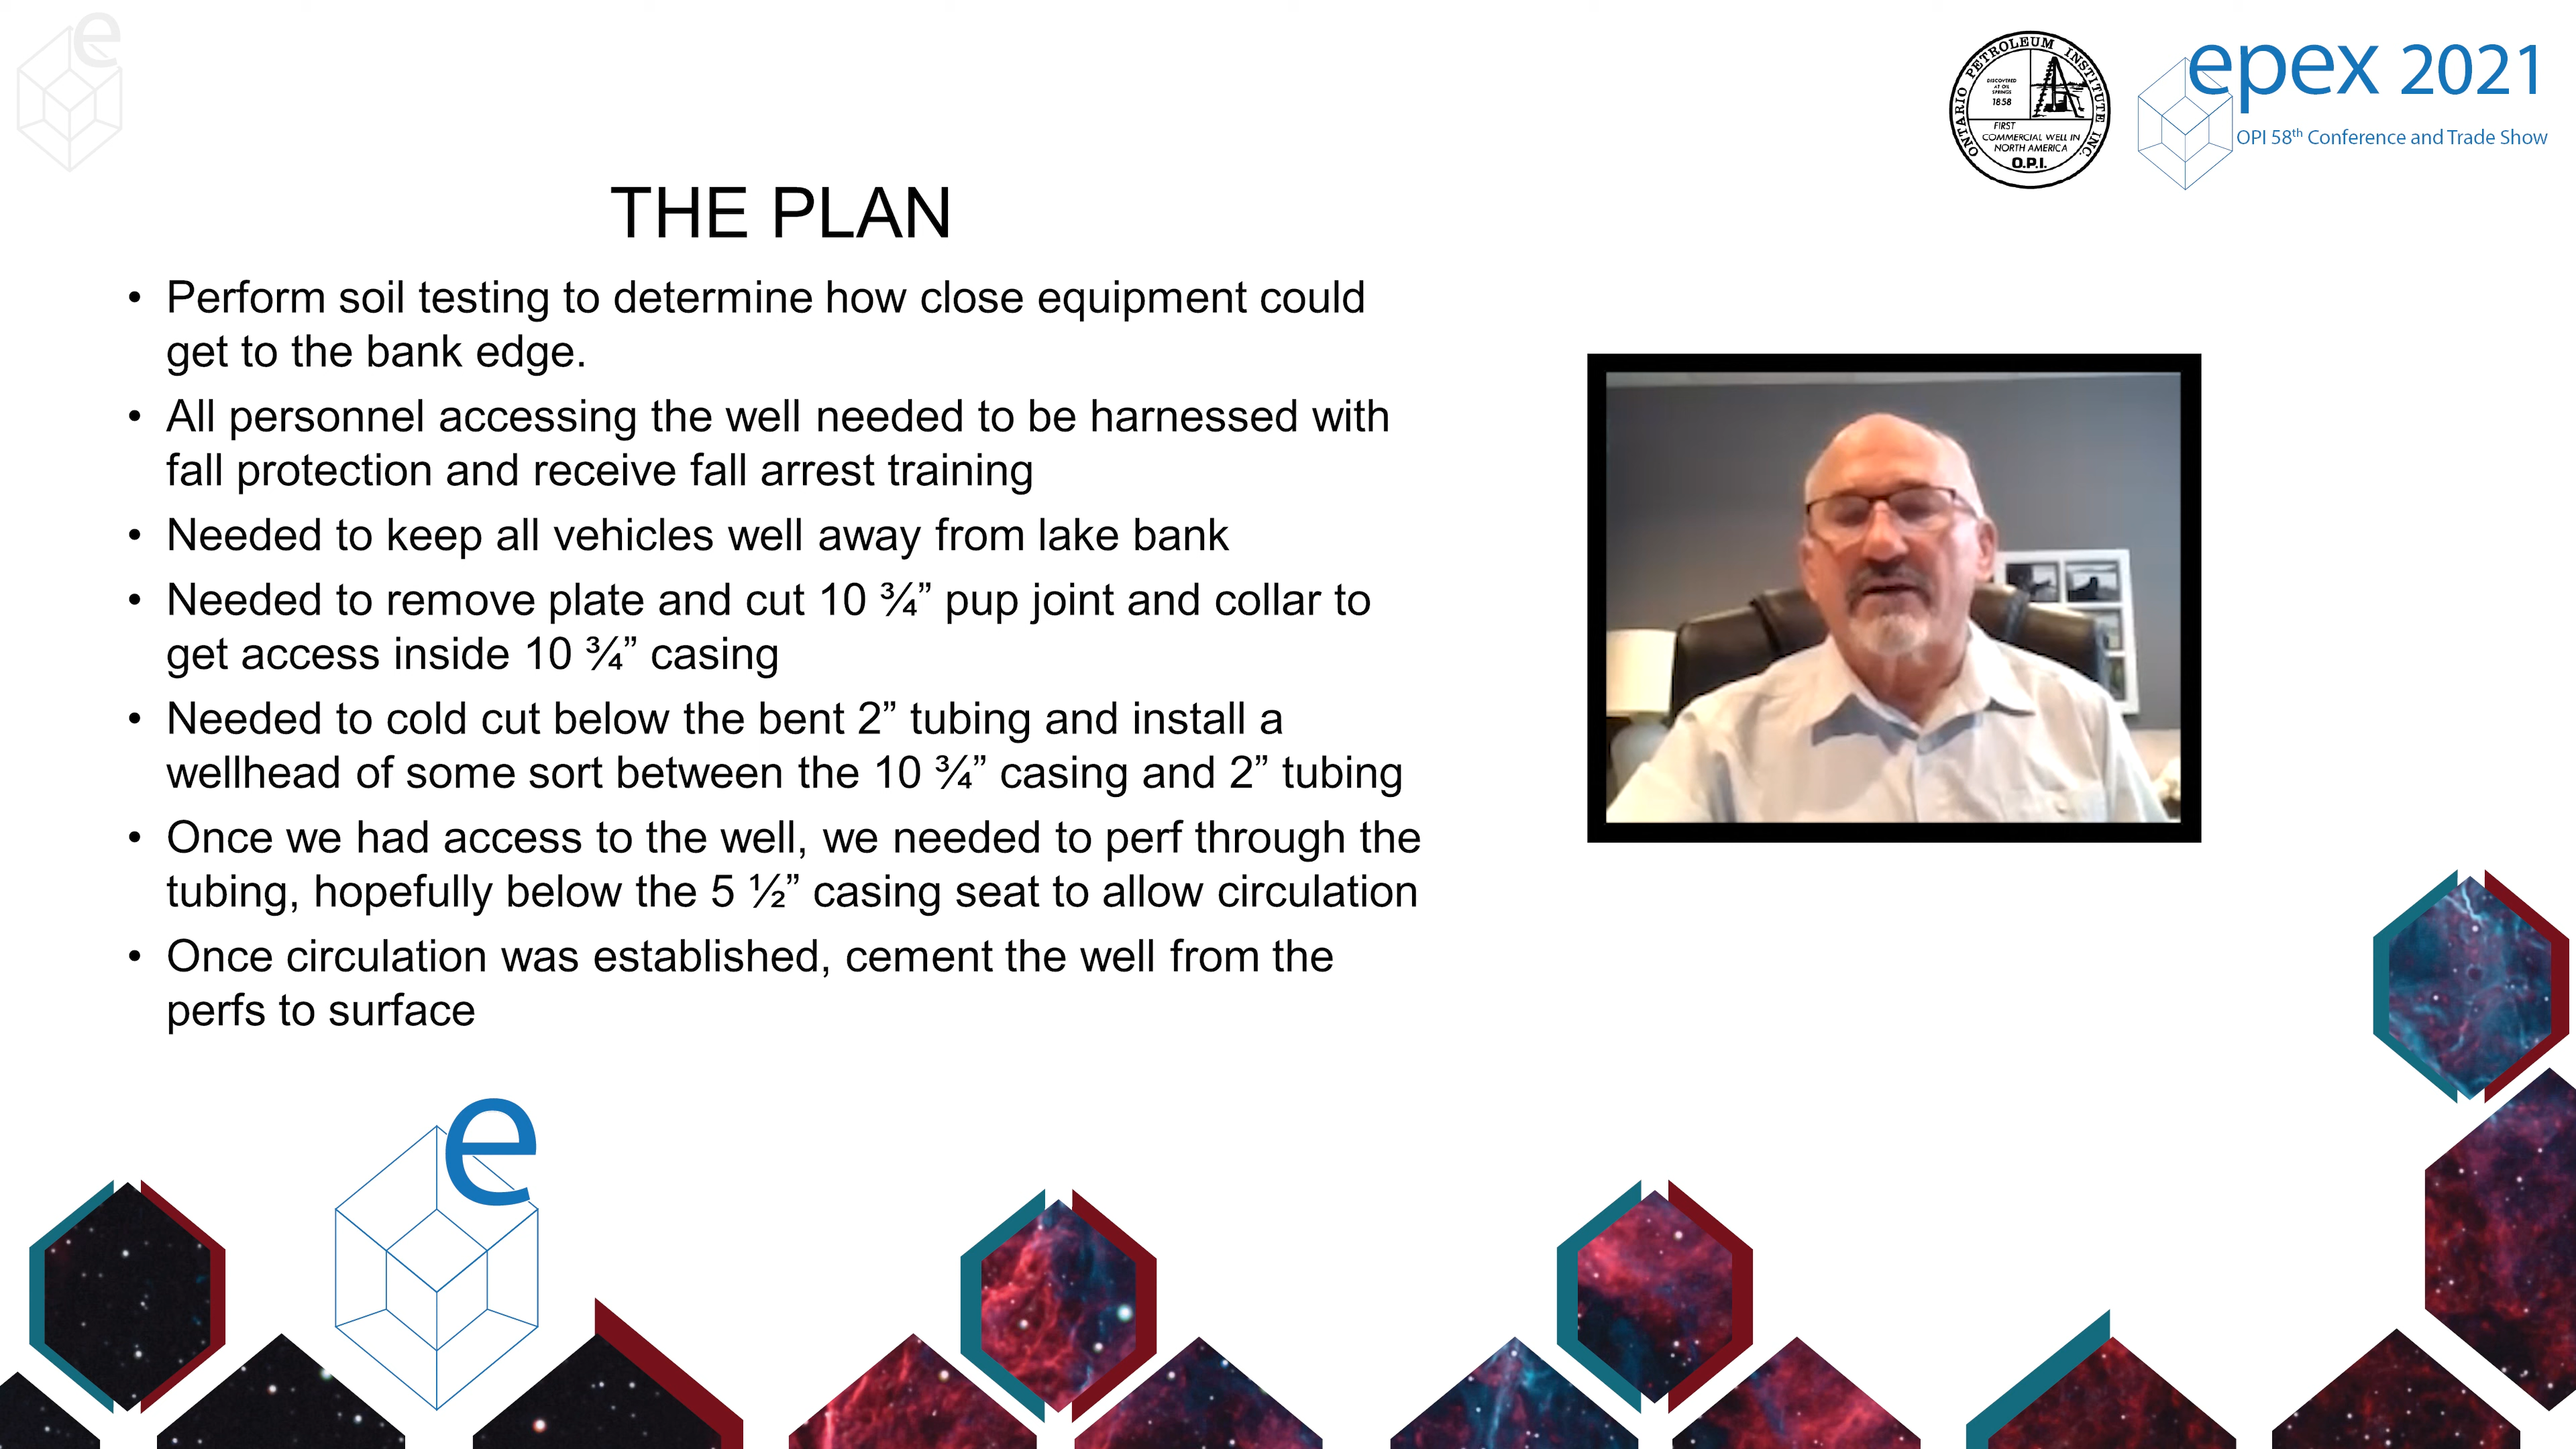 e
ONTARIO PETROLEUM INSTITUTE INC.
DISCOVERED
AT OIL
SPRINGS
1858
FIRST
COMMERCIAL WELL IN
NORTH AMERICA
O.P.I.
epex 2021
OPI 58th Conference and Trade Show
THE PLAN
• Perform soil testing to determine how close equipment could
get to the bank edge.
• All personnel accessing the well needed to be harnessed with
fall protection and receive fall arrest training
• Needed to keep all vehicles well away from lake bank
• Needed to remove plate and cut 10 ¾” pup joint and collar to
get access inside 10 ¾” casing
• Needed to cold cut below the bent 2” tubing and install a
wellhead of some sort between the 10 ¾” casing and 2” tubing
• Once we had access to the well, we needed to perf through the
tubing, hopefully below the 5 ½” casing seat to allow circulation
• Once circulation was established, cement the well from the
perfs to surface
e